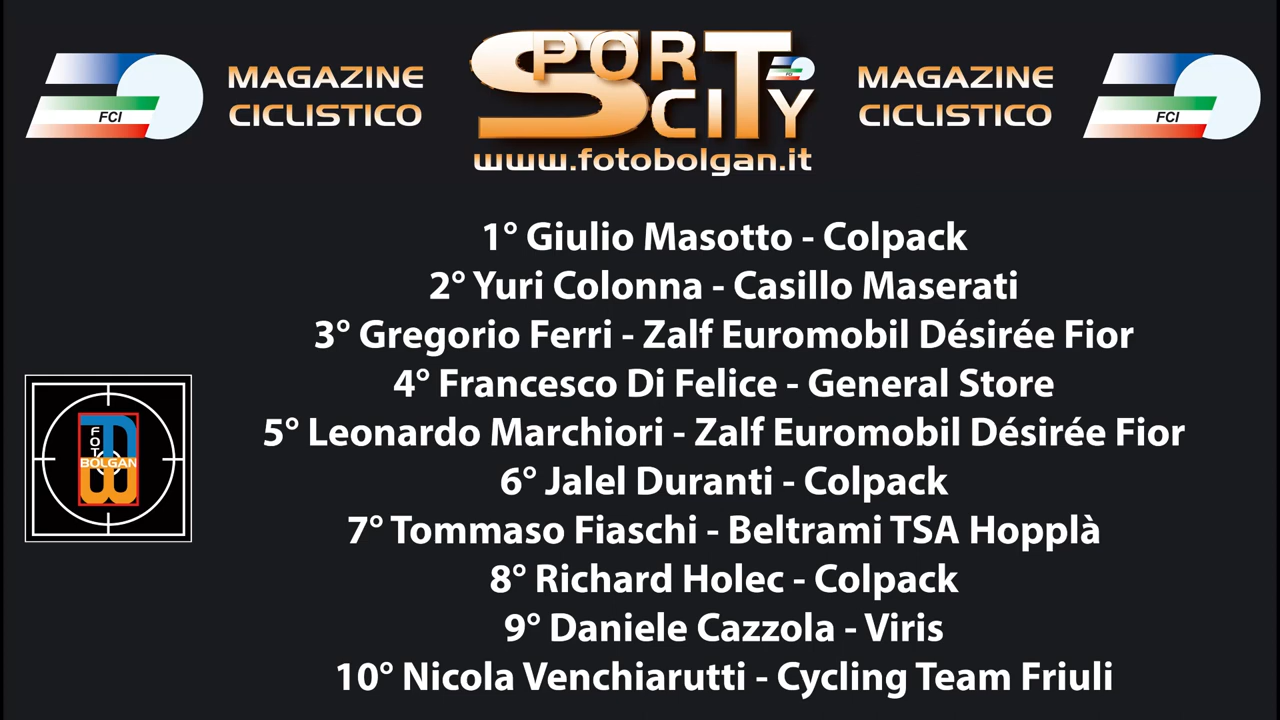 FCI
MAGAZINE
CICLISTICO
SPORT
CITY
www.fotobolgan.it
MAGAZINE
CICLISTICO
FCI
1° Giulio Masotto - Colpack
2° Yuri Colonna - Casillo Maserati
3° Gregorio Ferri - Zalf Euromobil Désirée Fior
4° Francesco Di Felice - General Store
5° Leonardo Marchiori - Zalf Euromobil Désirée Fior
6° Jalel Duranti - Colpack
7° Tommaso Fiaschi - Beltrami TSA Hopplà
8° Richard Holec - Colpack
9° Daniele Cazzola - Viris
10° Nicola Venchiarutti - Cycling Team Friuli
FOTO
BOLGAN